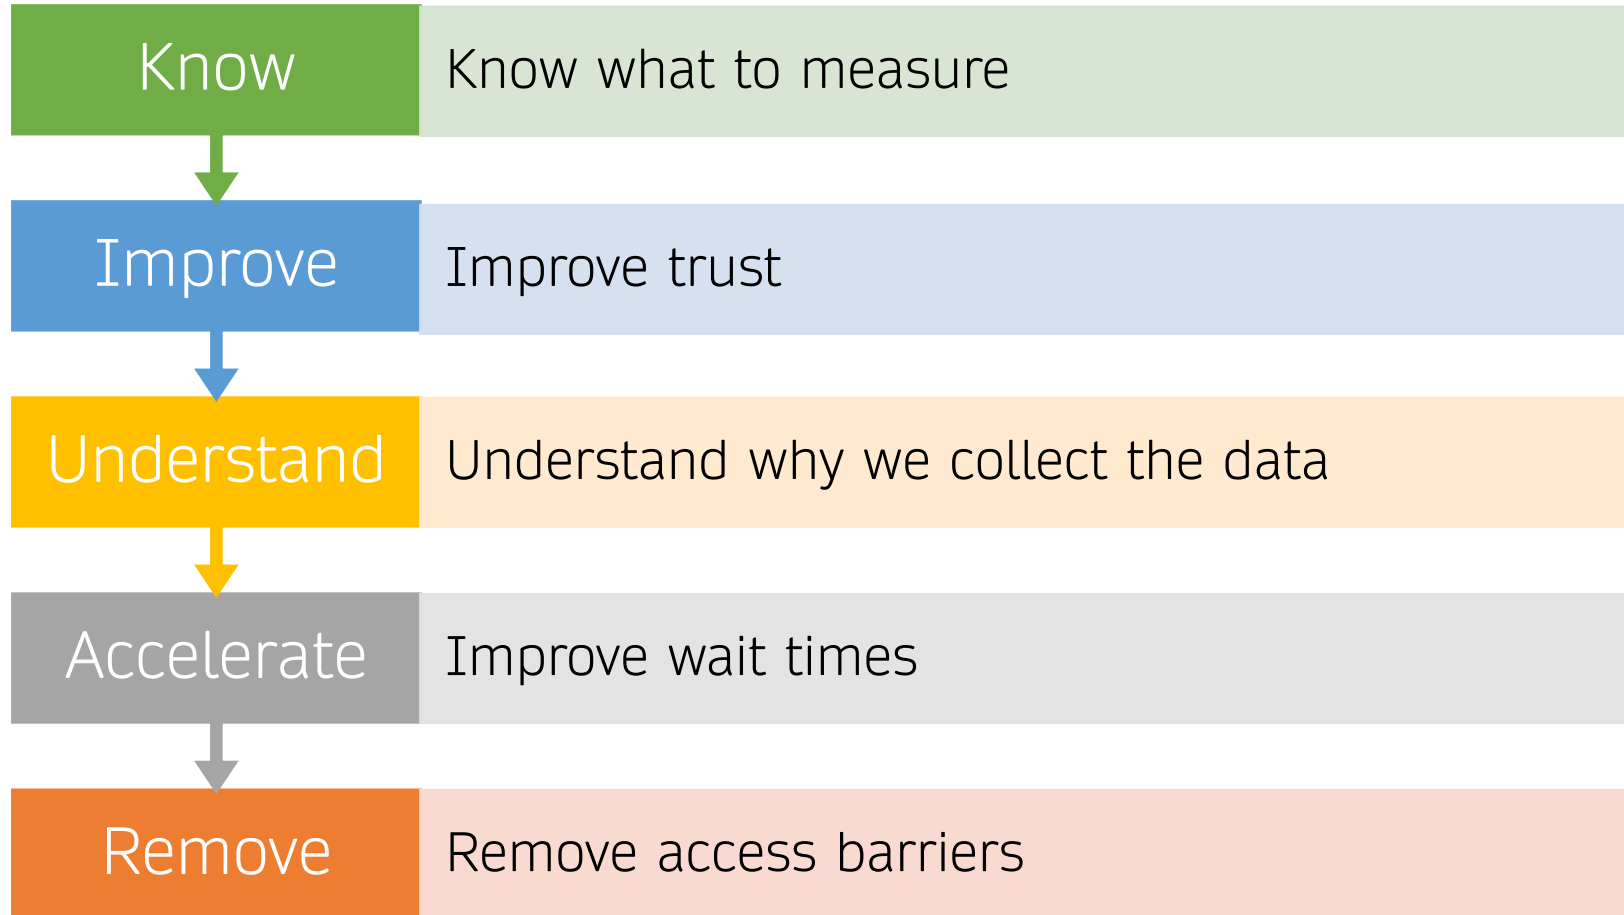 Know
Know what to measure
Improve
Improve trust
Understand
Understand why we collect the data
Accelerate
Improve wait times
Remove
Remove access barriers